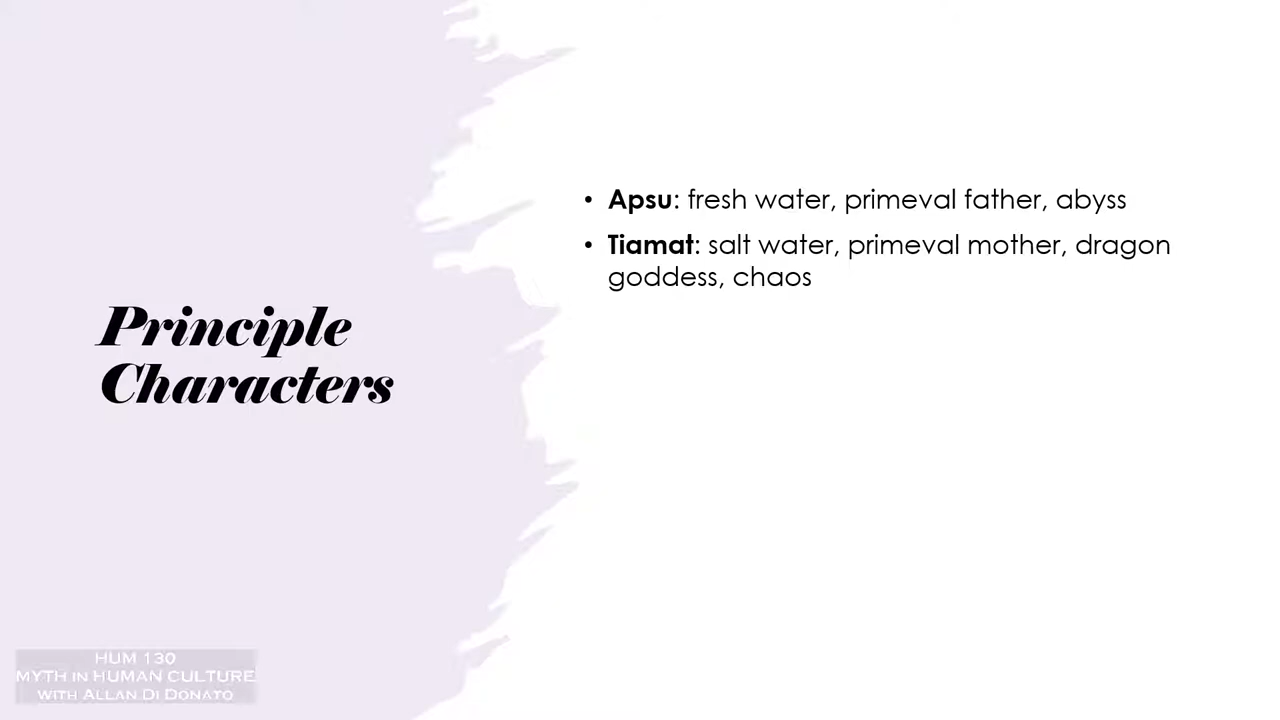 Principle
Characters
• Apsu: fresh water, primeval father, abyss
• Tiamat: salt water, primeval mother, dragon
goddess, chaos
HUM 130
MYTH in HUMAN CULTURE
WITH ALLAN DI DONATO